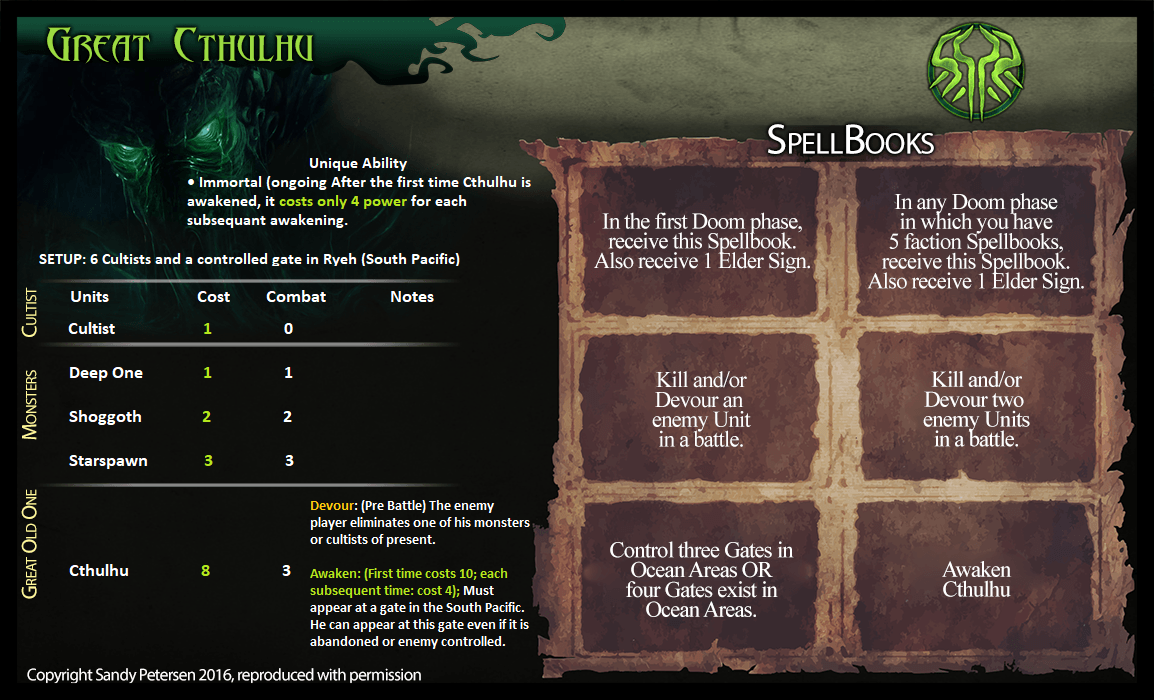 Great Cthulhu
Unique Ability
• Immortal (ongoing After the first time Cthulhu is
awakened, it costs only 4 power for each
subsequant awakening.
SETUP: 6 Cultists and a controlled gate in Ryeh (South Pacific)
Cultist
Units Cost Combat Notes
Cultist 1 0
Monsters
Deep One 1 1
Shoggoth 2 2
Starspawn 3 3
Great Old One
Cthulhu 8 3
Devour: (Pre Battle) The enemy
player eliminates one of his monsters
or cultists of present.
Awaken: (First time costs 10; each
subsequent time: cost 4); Must
appear at a gate in the South Pacific.
He can appear at this gate even if it is
abandoned or enemy controlled.
Copyright Sandy Petersen 2016, reproduced with permission
SpellBooks
In the first Doom phase,
receive this Spellbook.
Also receive 1 Elder Sign.
In any Doom phase
in which you have
5 faction Spellbooks,
receive this Spellbook.
Also receive 1 Elder Sign.
Kill and/or
Devour an
enemy Unit
in a battle.
Kill and/or
Devour two
enemy Units
in a battle.
Control three Gates in
Ocean Areas OR
four Gates exist in
Ocean Areas.
Awaken
Cthulhu